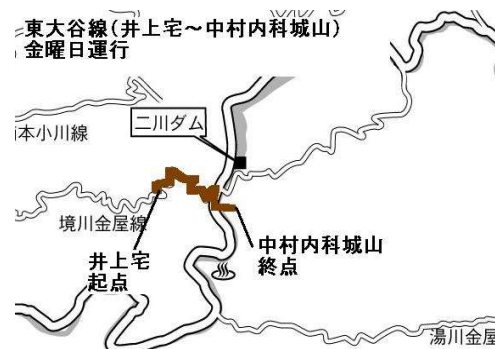 東大谷線(井上宅～中村内科城山)
金曜日運行
本小川線
二川ダム
境川金屋線
井上宅
起点
中村内科城山
終点
湯川金屋